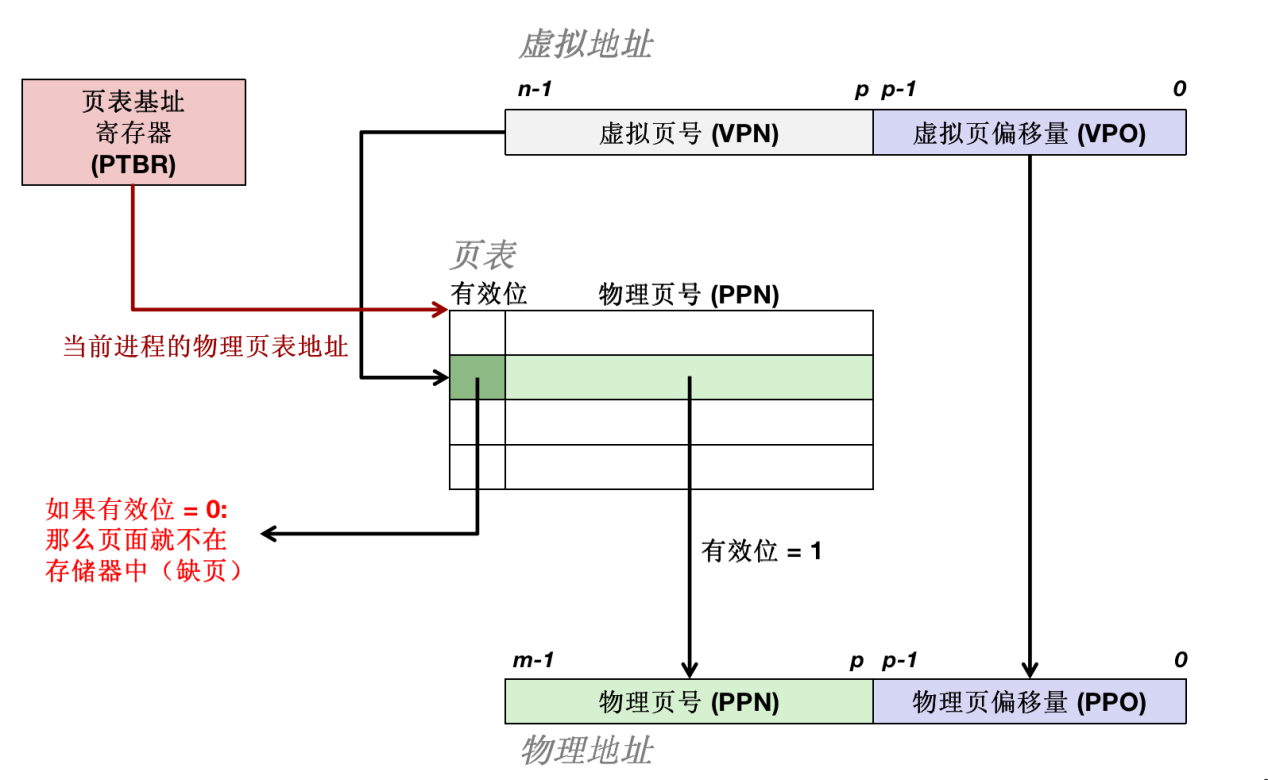 虚拟地址
n-1 p p-1 0
页表基址
寄存器
(PTBR)
虚拟页号 (VPN) 虚拟页偏移量 (VPO)
页表
有效位 物理页号 (PPN)
当前进程的物理页表地址
如果有效位 = 0:
那么页面就不在
存储器中（缺页）
有效位 = 1
m-1 p p-1 0
物理页号 (PPN) 物理页偏移量 (PPO)
物理地址